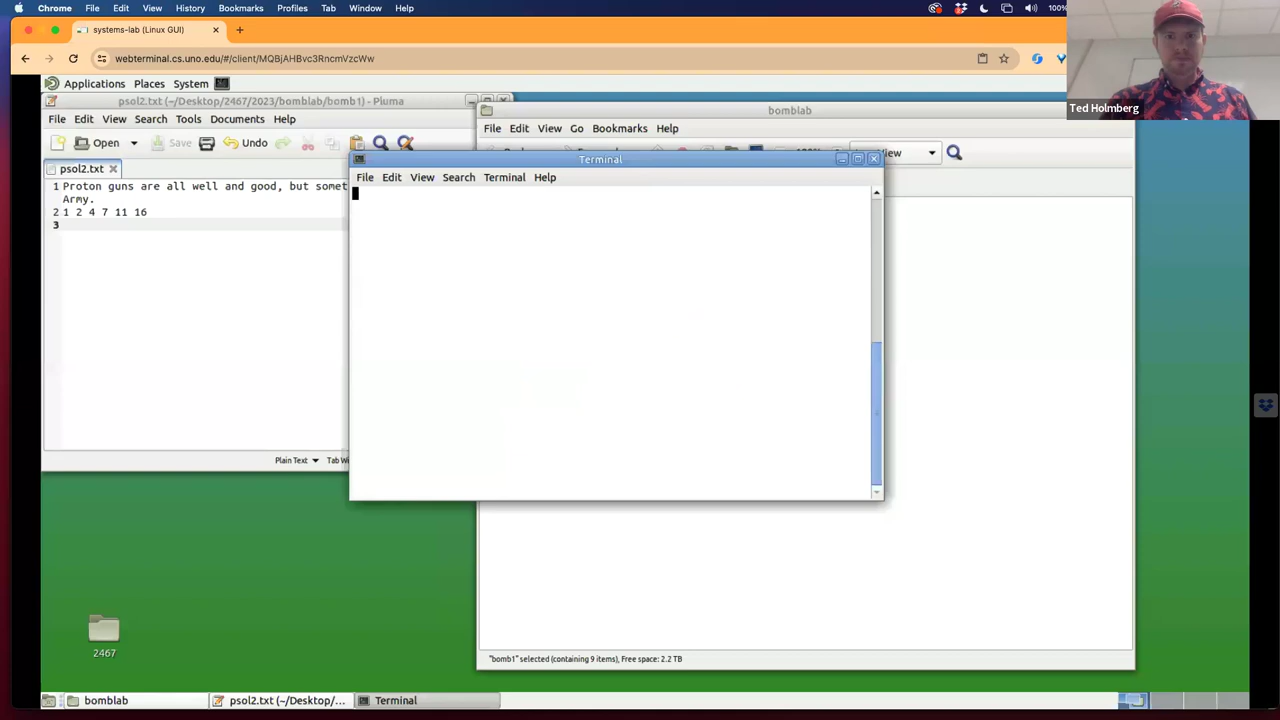 Chrome File Edit View History Bookmarks Profiles Tab Window Help 100%
systems-lab (Linux GUI)
webterminal.cs.uno.edu/#/client/MQBjAHBvc3RncmVzcWw
Ted Holmberg
Applications Places System
psol2.txt (~/Desktop/2467/2023/bomblab/bomb1) - Pluma
File Edit View Search Tools Documents Help
Open Save Undo
psol2.txt
1 Proton guns are all well and good, but somet
Army.
2 1 2 4 7 11 16
3
Plain Text Tab Wi
bomblab
File Edit View Go Bookmarks Help
View
Terminal
File Edit View Search Terminal Help
"bomb1" selected (containing 9 items), Free space: 2.2 TB
2467
bomblab psol2.txt (~/Desktop/... Terminal